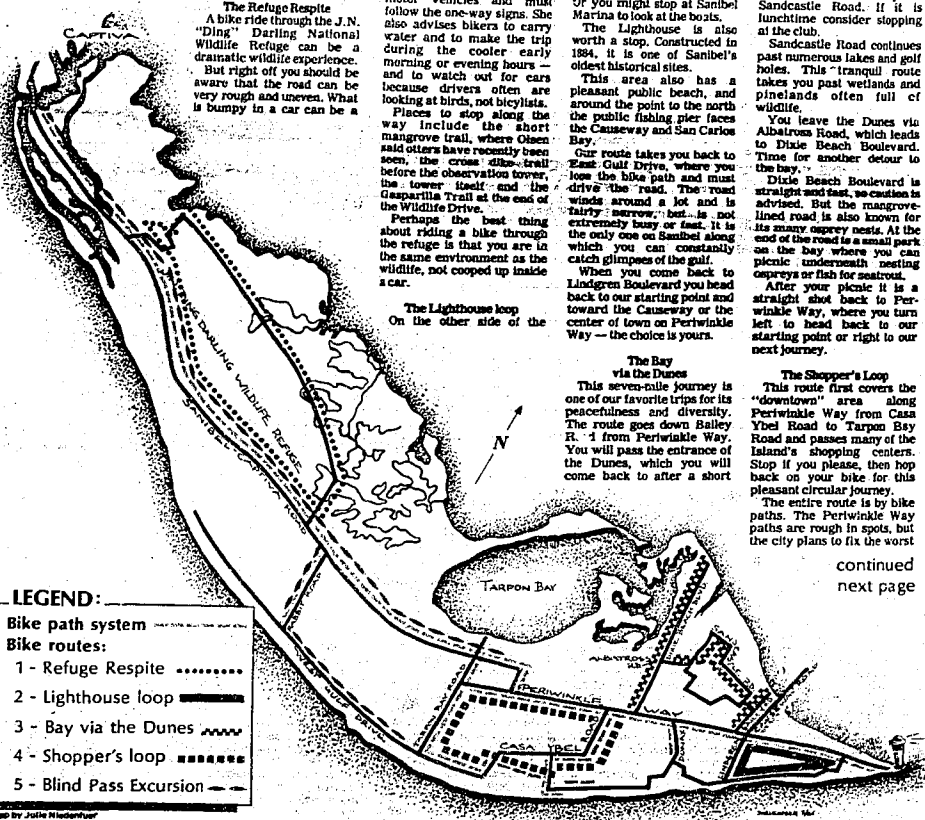 The Refuge Respite
A bike ride through the J.N.
"Ding" Darling National
Wildlife Refuge can be a
dramatic wildlife experience.
But right off you should be
aware that the road can be
very rough and uneven. What
is bumpy in a car can be a
motor vehicles and must
follow the one-way signs. She
also advises bikers to carry
water and to make the trip
during the cooler early
morning or evening hours —
and to watch out for cars
because drivers often are
looking at birds, not bicylists.
Places to stop along the
way include the short
mangrove trail, where Olsen
said otters have recently been
seen, the cross dike trail
before the observation tower,
the tower itself and the
Gasparilla Trail at the end of
the Wildlife Drive.
Perhaps the best thing
about riding a bike through
the refuge is that you are in
the same environment as the
wildlife, not cooped up inside
a car.
The Lighthouse loop
On the other side of the
Or you might stop at Sanibel
Marina to look at the boats.
The Lighthouse is also
worth a stop. Constructed in
1884, it is one of Sanibel's
oldest historical sites.
This area also has a
pleasant public beach, and
around the point to the north
the public fishing pier faces
the Causeway and San Carlos
Bay.
Our route takes you back to
East Gulf Drive, where you
lose the bike path and must
drive the road. The road
winds around a lot and is
fairly narrow, but is not
extremely busy or fast. It is
the only one on Sanibel along
which you can constantly
catch glimpses of the gulf.
When you come back to
Lindgren Boulevard you head
back to our starting point and
toward the Causeway or the
center of town on Periwinkle
Way — the choice is yours.
The Bay
via the Dunes
This seven-mile journey is
one of our favorite trips for its
peacefulness and diversity.
The route goes down Bailey
R. d from Periwinkle Way.
You will pass the entrance of
the Dunes, which you will
come back to after a short
Sandcastle Road. If it is
lunchtime consider stopping
at the club.
Sandcastle Road continues
past numerous lakes and golf
holes. This tranquil route
takes you past wetlands and
pinelands often full of
wildlife.
You leave the Dunes via
Albatross Road, which leads
to Dixie Beach Boulevard.
Time for another detour to
the bay.
Dixie Beach Boulevard is
straight and fast, so caution is
advised. But the mangrove-
lined road is also known for
its many osprey nests. At the
end of the road is a small park
on the bay where you can
picnic underneath nesting
ospreys or fish for seatrout.
After your picnic it is a
straight shot back to Per-
winkle Way, where you turn
left to head back to our
starting point or right to our
next journey.
The Shopper's Loop
This route first covers the
"downtown" area along
Periwinkle Way from Casa
Ybel Road to Tarpon Bay
Road and passes many of the
Island's shopping centers.
Stop if you please, then hop
back on your bike for this
pleasant circular journey.
The entire route is by bike
paths. The Periwinkle Way
paths are rough in spots, but
the city plans to fix the worst
continued
next page
CAPTIVA
DING DARLING WILDLIFE REFUGE
SANIBEL-CAPTIVA
N
TARPON BAY
ALBATROSS
RD
PERIWINKLE WAY
CASA YBEL
WEST GULF DRIVE
LEGEND:
Bike path system
Bike routes:
1 - Refuge Respite
2 - Lighthouse loop
3 - Bay via the Dunes
4 - Shopper's loop
5 - Blind Pass Excursion
by Julie Niedenfuer